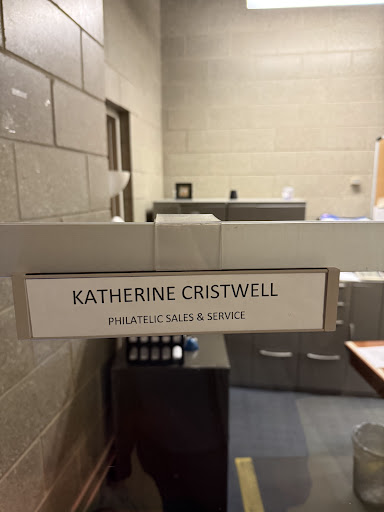 KATHERINE CRISTWELL
PHILATELIC SALES & SERVICE